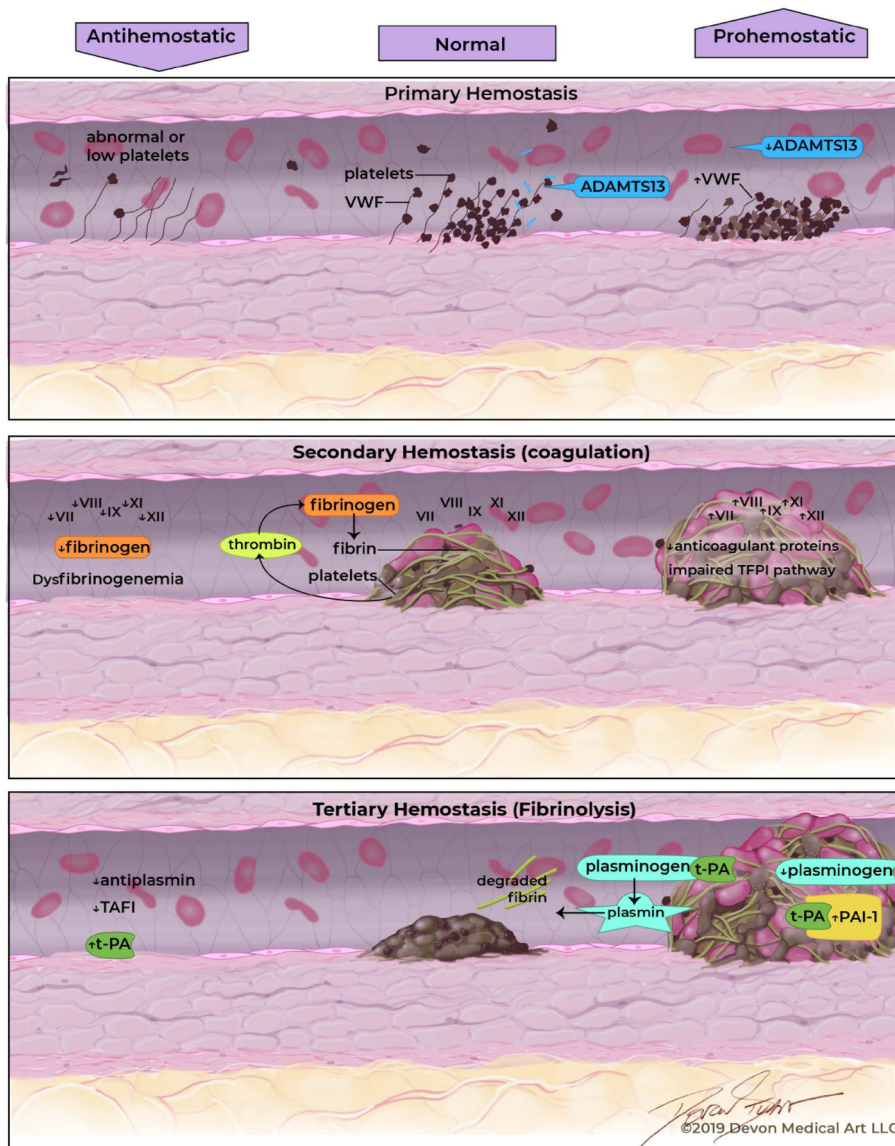 Antihemostatic
Normal
Prohemostatic
Primary Hemostasis
abnormal or
low platelets
platelets
VWF
ADAMTS13
↓ADAMTS13
↑VWF
Secondary Hemostasis (coagulation)
↓VII ↓VIII ↓IX ↓XI ↓XII
↓fibrinogen
Dysfibrinogenemia
thrombin
fibrinogen
fibrin
platelets
VII VIII IX XI XII
↑VII ↑VIII ↑IX ↑XI ↑XII
↓anticoagulant proteins
impaired TFPI pathway
Tertiary Hemostasis (Fibrinolysis)
↓antiplasmin
↓TAFI
↑t-PA
degraded
fibrin
plasminogen
t-PA
plasmin
↓plasminogen
t-PA
↑PAI-1
©2019 Devon Medical Art LLC